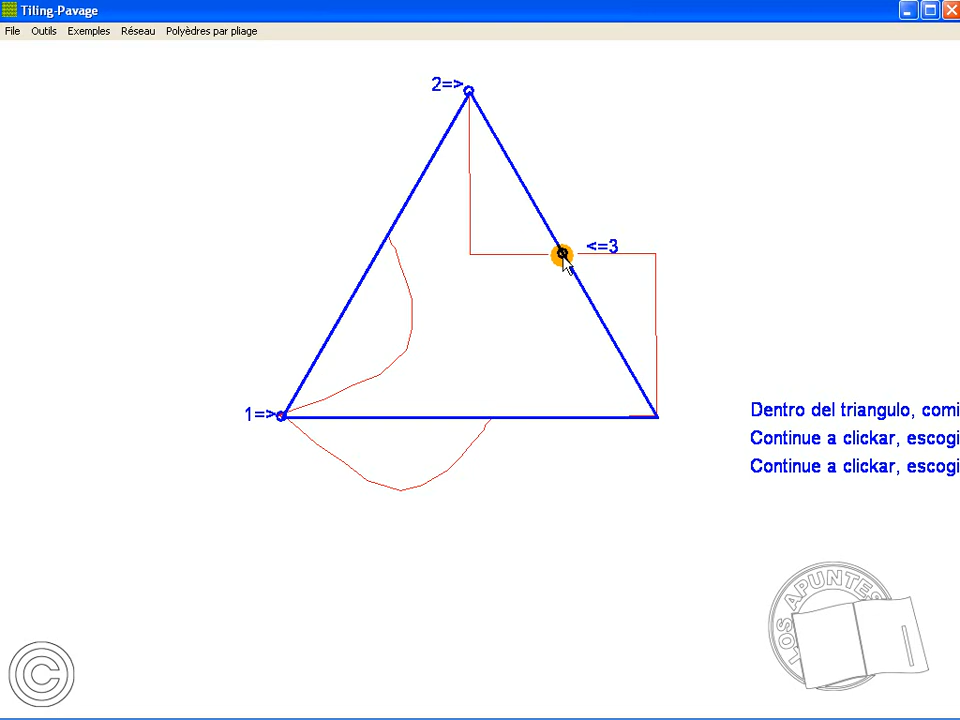 Tiling-Pavage
File Outils Exemples Réseau Polyèdres par pliage
2=>
<=3
1=>
Dentro del triangulo, comi
Continue a clickar, escogi
Continue a clickar, escogi
LOS APUNTES
C